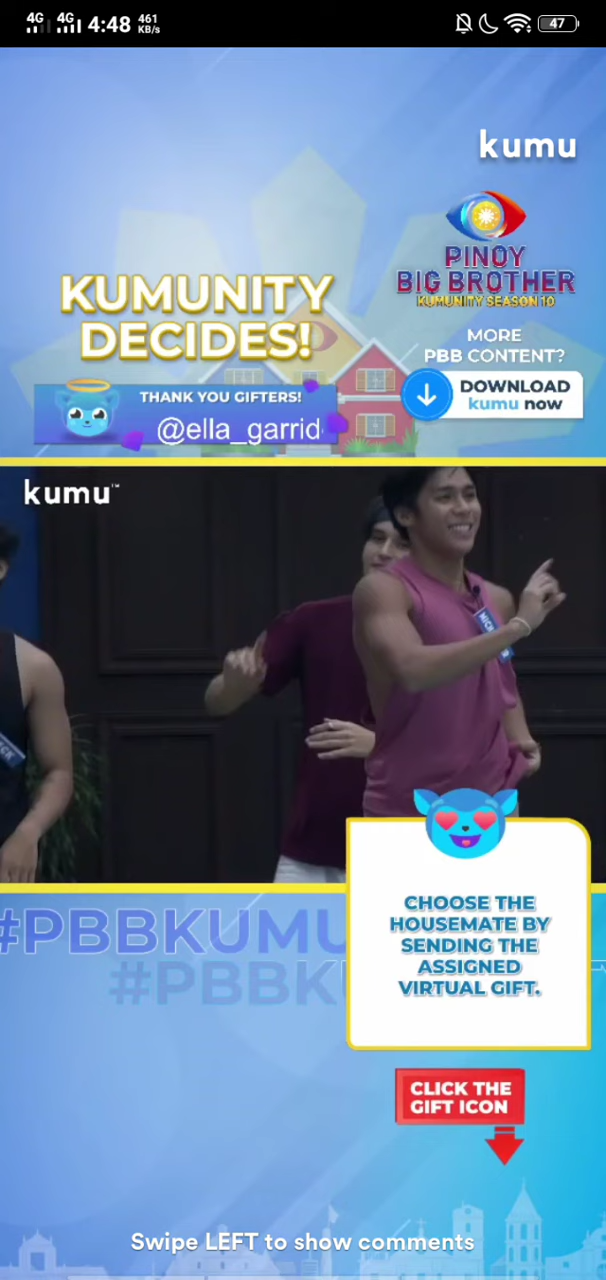 4G 4G 4:48 461 KB/s 47
kumu
PINOY
BIG BROTHER
KUMUNITY SEASON 10
KUMUNITY
DECIDES!
MORE
PBB CONTENT?
DOWNLOAD
kumu now
THANK YOU GIFTERS!
@ella_garrid
kumu™
CHOOSE THE
HOUSEMATE BY
SENDING THE
ASSIGNED
VIRTUAL GIFT.
#PBBKUMU
#PBBK
CLICK THE
GIFT ICON
Swipe LEFT to show comments